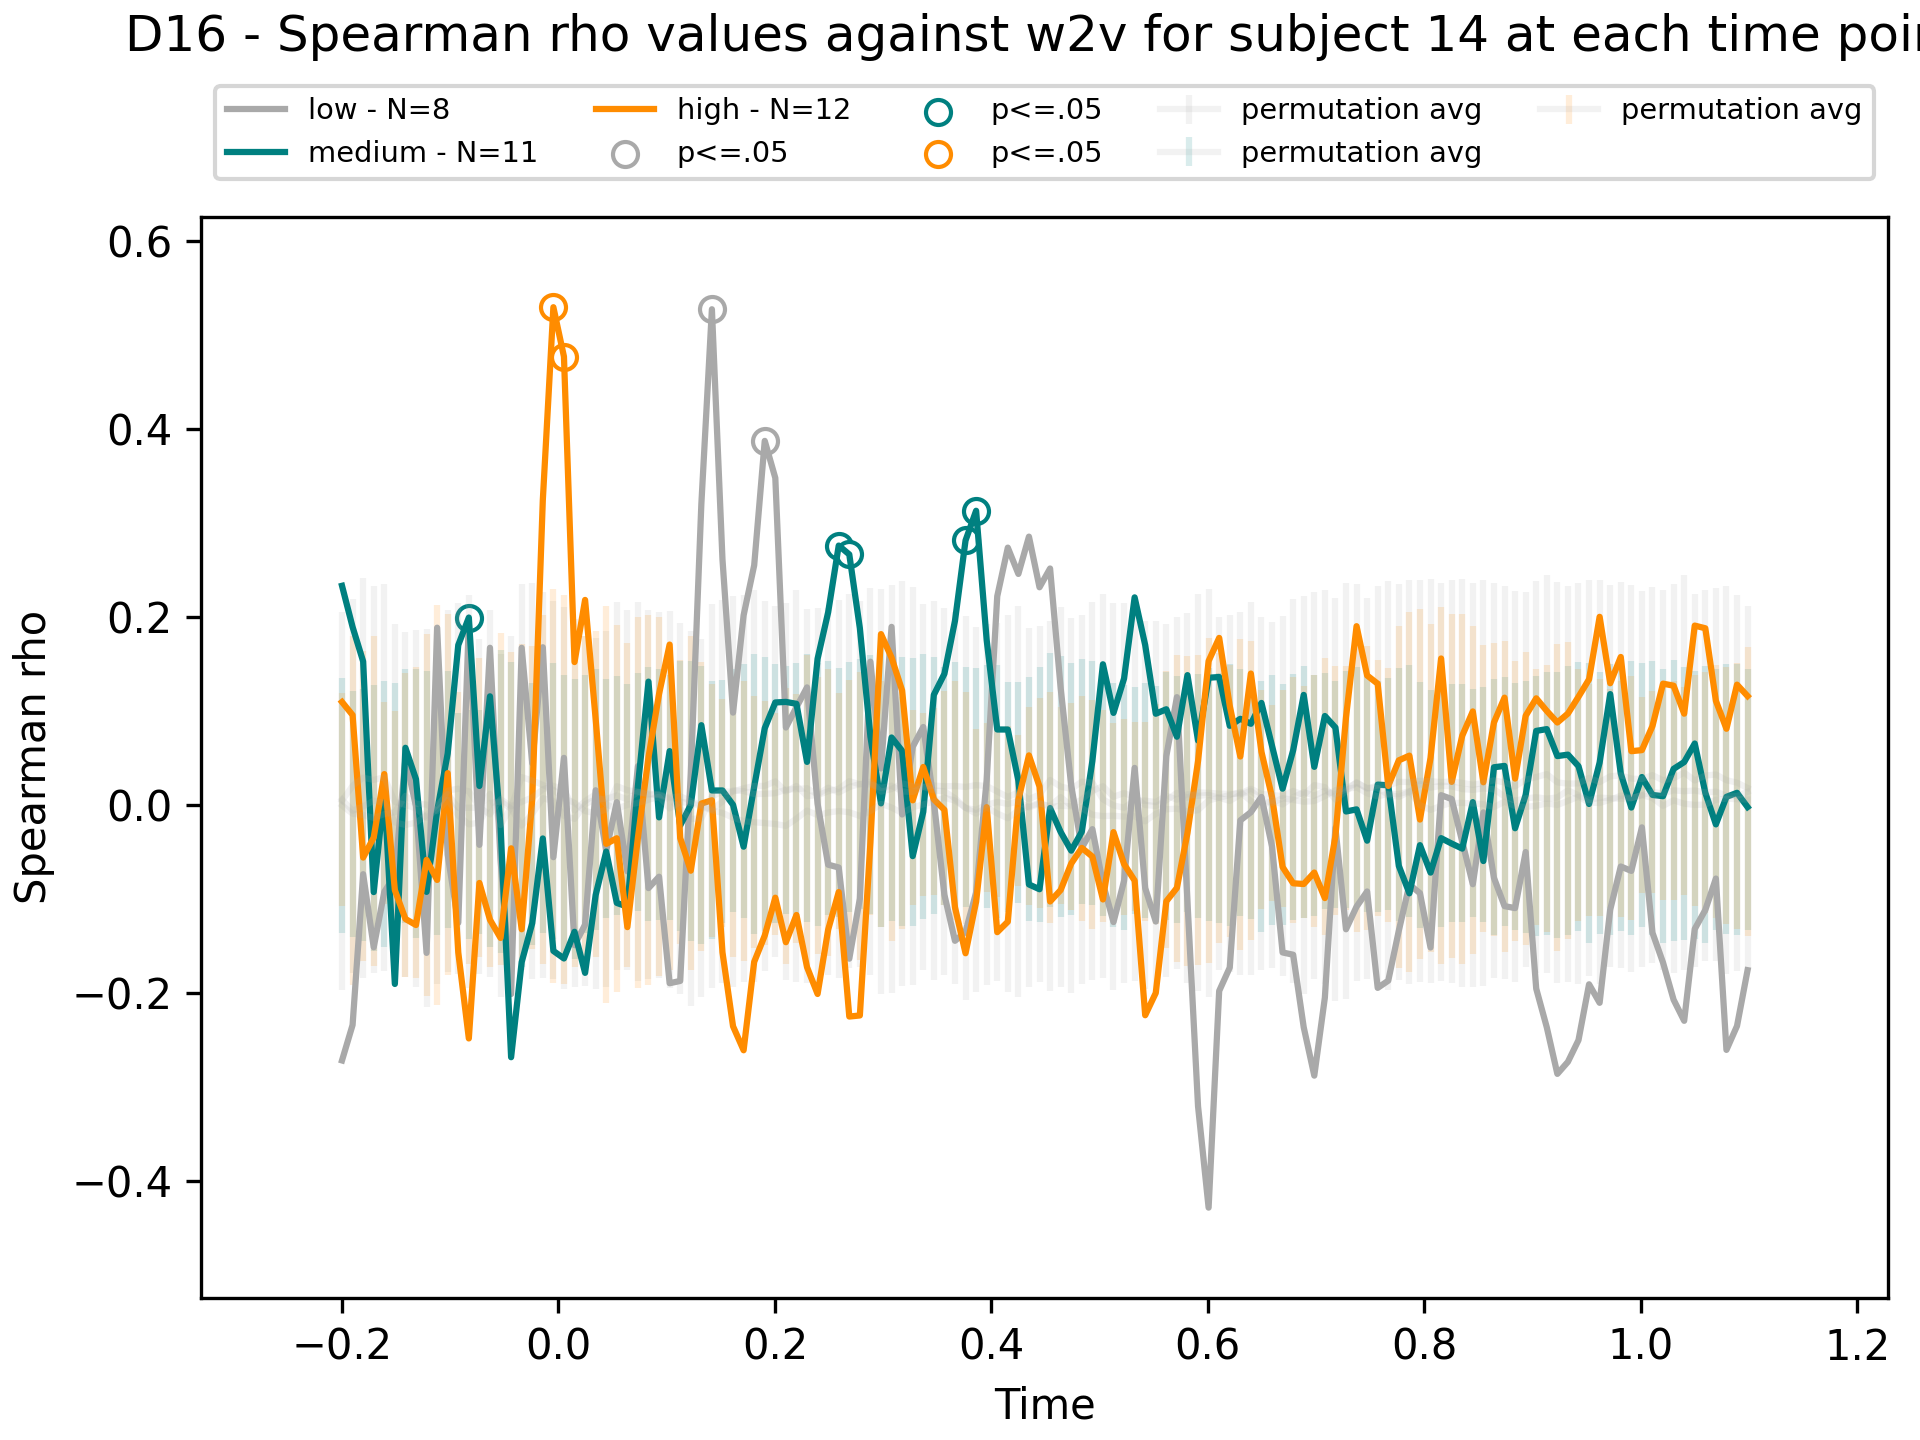 D16 - Spearman rho values against w2v for subject 14 at each time
low - N=8 high - N=12 p<=.05 permutation avg permutation avg
medium - N=11 p<=.05 p<=.05 permutation avg
0.6
0.4
0.2
0.0
−0.2
−0.4
Spearman rho
−0.2 0.0 0.2 0.4 0.6 0.8 1.0 1.2
Time